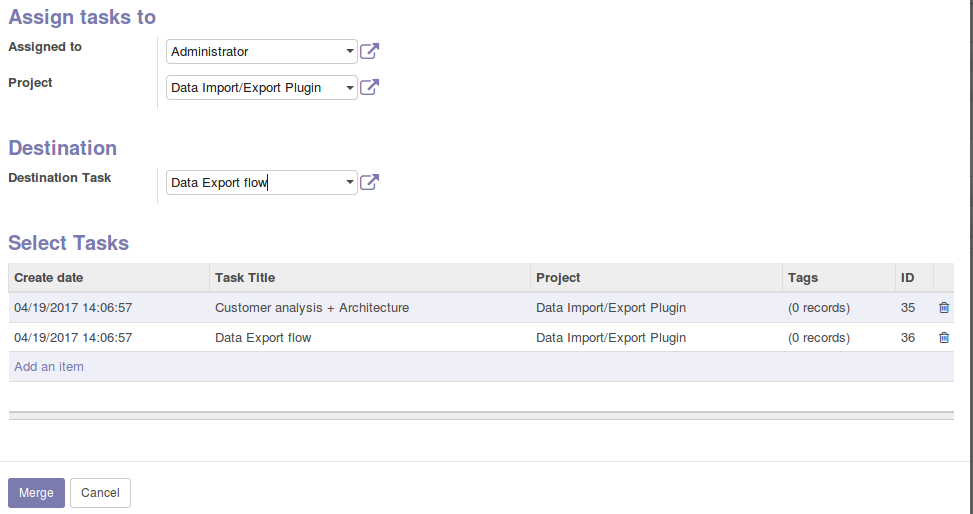 Assign tasks to
Assigned to Administrator
Project Data Import/Export Plugin
Destination
Destination Task Data Export flow
Select Tasks
Create date Task Title Project Tags ID
04/19/2017 14:06:57 Customer analysis + Architecture Data Import/Export Plugin (0 records) 35
04/19/2017 14:06:57 Data Export flow Data Import/Export Plugin (0 records) 36
Add an item
Merge Cancel